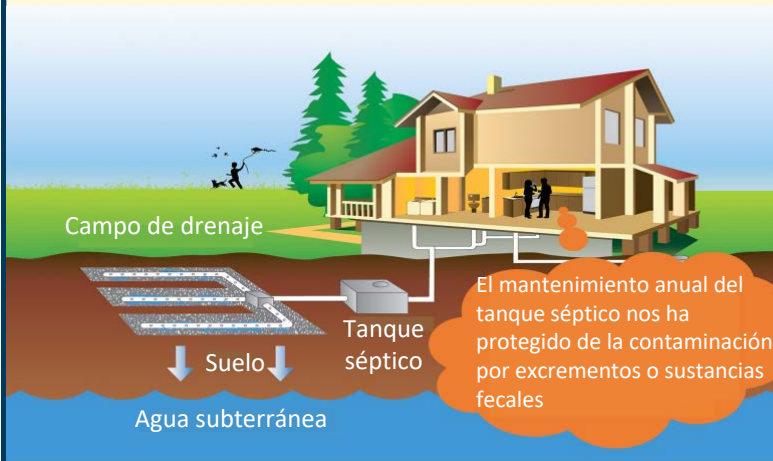 Campo de drenaje
El mantenimiento anual del
tanque séptico nos ha
protegido de la contaminación
por excrementos o sustancias
fecales
Tanque
séptico
Suelo
Agua subterránéa